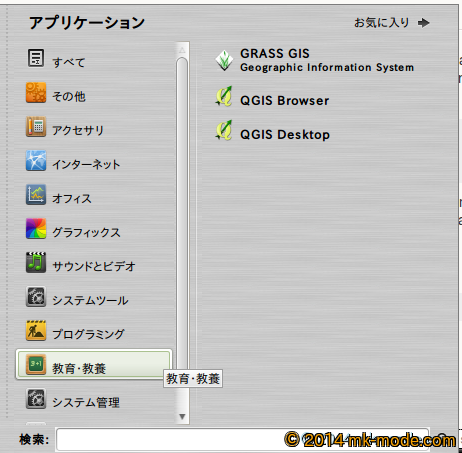 アプリケーション
お気に入り
すべて
その他
アクセサリ
インターネット
オフィス
グラフィックス
サウンドとビデオ
システムツール
プログラミング
教育・教養
システム管理
GRASS GIS
Geographic Information System
QGIS Browser
QGIS Desktop
教育・教養
検索:
© 2014 mk-mode.com